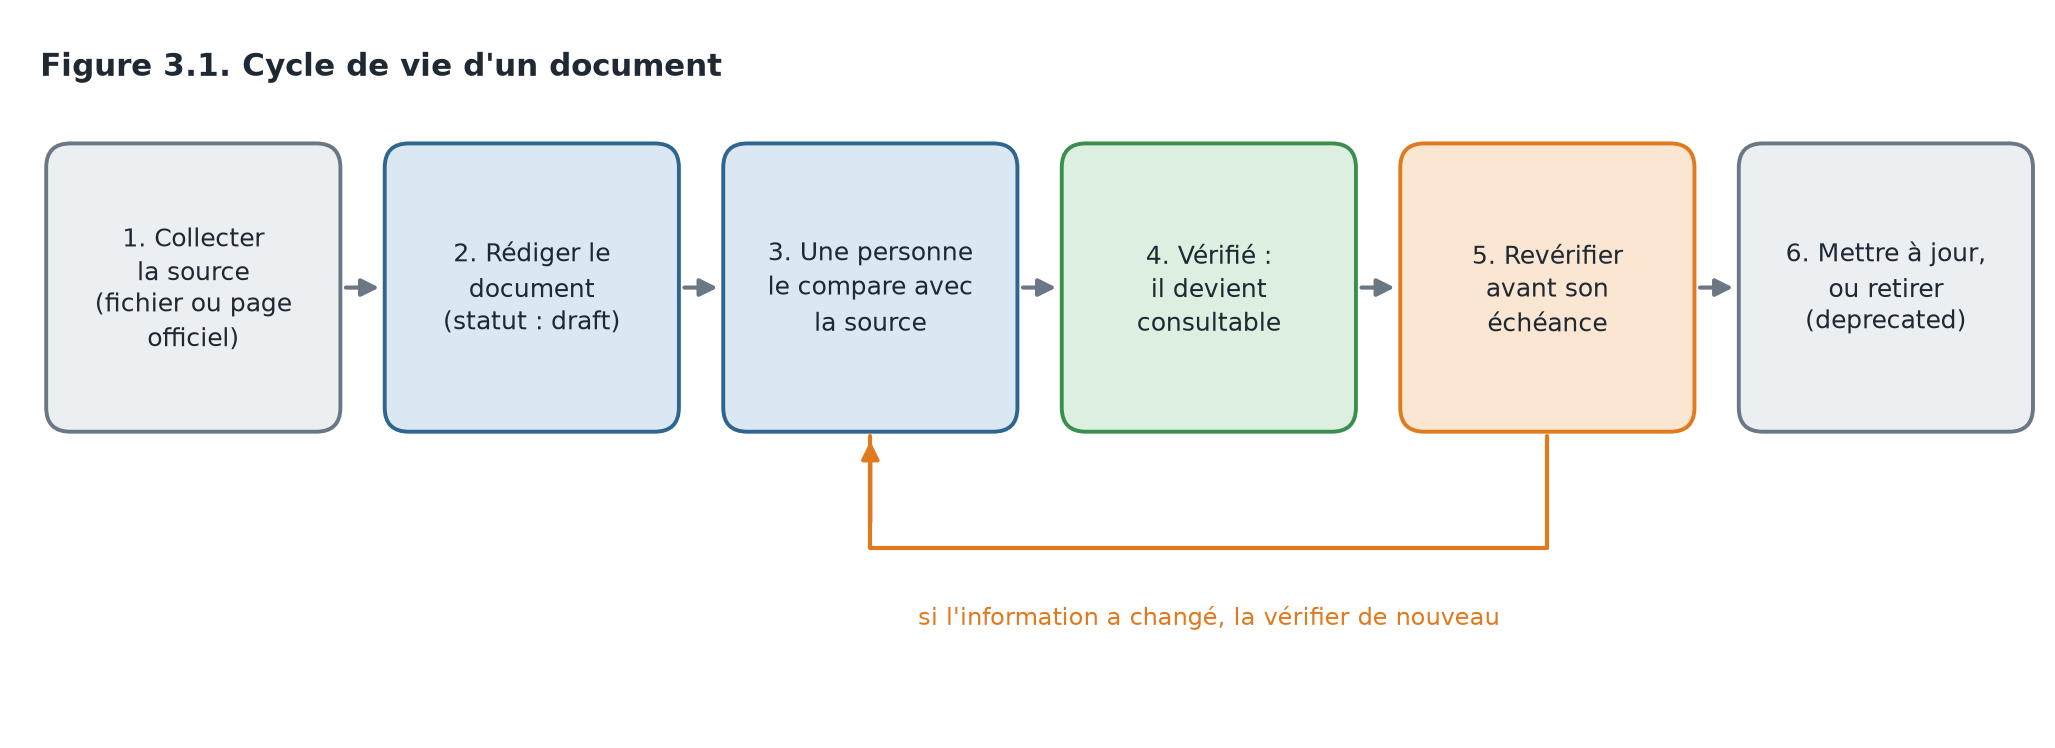 Figure 3.1. Cycle de vie d'un document
1. Collecter
la source
(fichier ou page
officiel)
2. Rédiger le
document
(statut : draft)
3. Une personne
le compare avec
la source
4. Vérifié :
il devient
consultable
5. Revérifier
avant son
échéance
6. Mettre à jour,
ou retirer
(deprecated)
si l'information a changé, la vérifier de nouveau